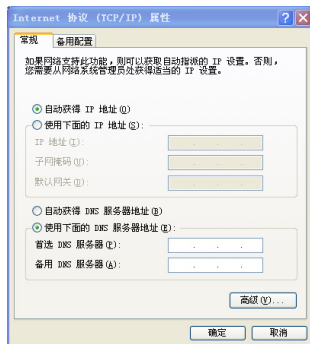 Internet 协议 (TCP/IP) 属性
常规
备用配置
如果网络支持此功能,则可以获取自动指派的 IP 设置。否则,
您需要从网络系统管理员处获得适当的 IP 设置。
自动获得 IP 地址(O)
使用下面的 IP 地址(S):
IP 地址(I):
子网掩码(U):
默认网关(D):
自动获得 DNS 服务器地址(B)
使用下面的 DNS 服务器地址(E):
首选 DNS 服务器(P):
备用 DNS 服务器(A):
高级(V)...
确定
取消